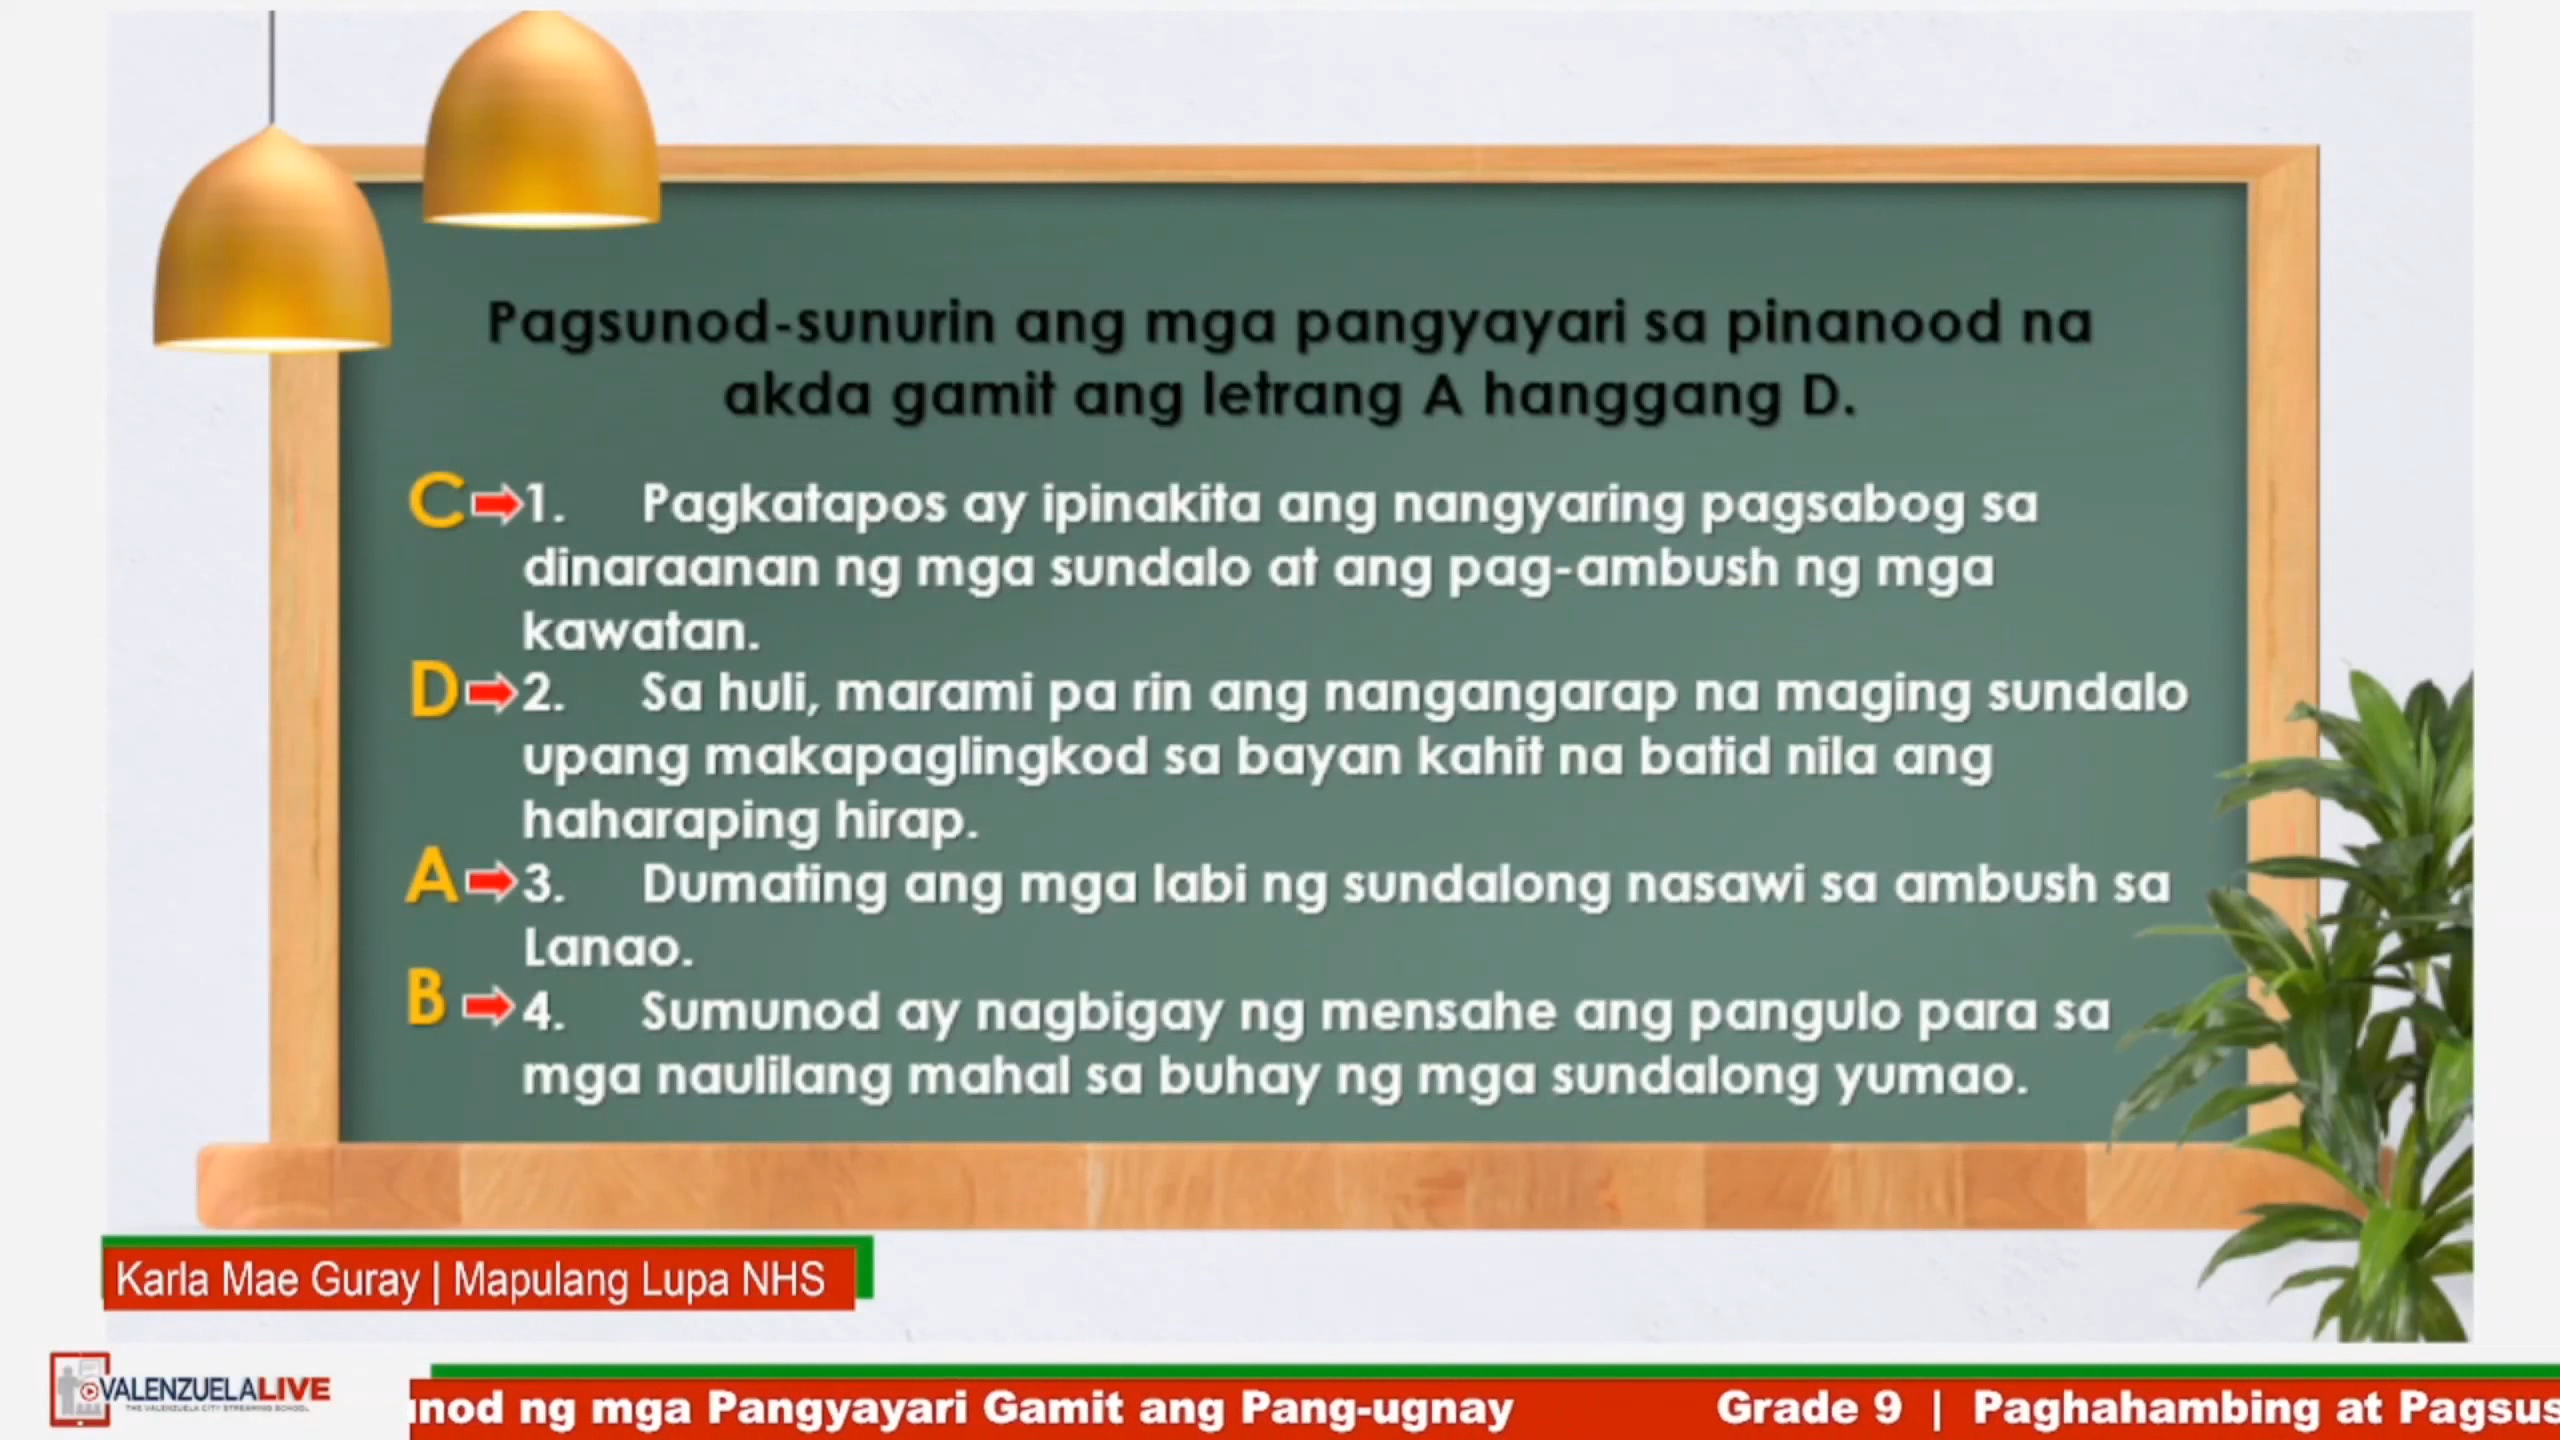 Pagsunod-sunurin ang mga pangyayari sa pinanood na
akda gamit ang letrang A hanggang D.
C 1. Pagkatapos ay ipinakita ang nangyaring pagsabog sa
dinaraanan ng mga sundalo at ang pag-ambush ng mga
kawatan.
D 2. Sa huli, marami pa rin ang nangangarap na maging sundalo
upang makapaglingkod sa bayan kahit na batid nila ang
haharaping hirap.
A 3. Dumating ang mga labi ng sundalong nasawi sa ambush sa
Lanao.
B 4. Sumunod ay nagbigay ng mensahe ang pangulo para sa
mga naulilang mahal sa buhay ng mga sundalong yumao.
Karla Mae Guray | Mapulang Lupa NHS
VALENZUELALIVE
THE VALENZUELA CITY STREAMING SCHOOL
nod ng mga Pangyayari Gamit ang Pang-ugnay Grade 9 | Paghahambing at Pagsus